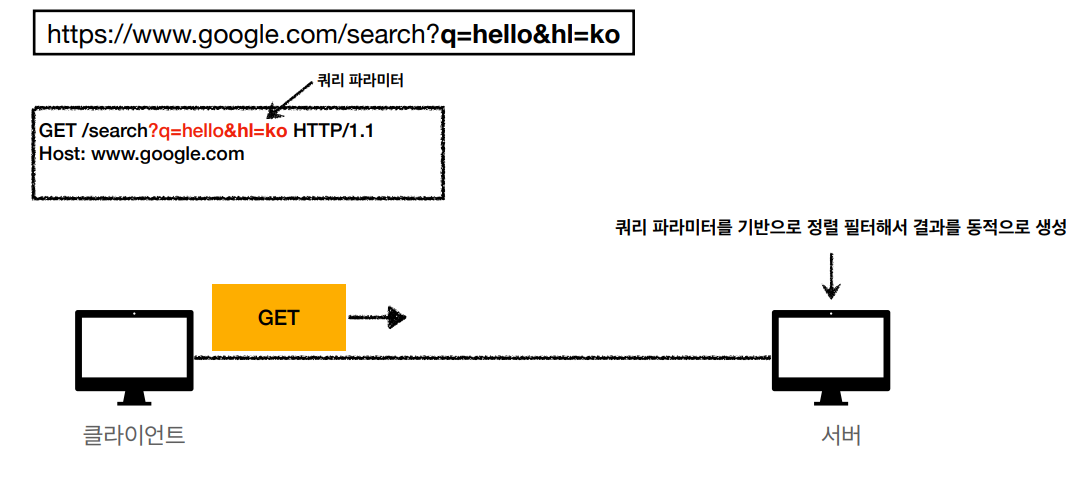 https://www.google.com/search?q=hello&hl=ko
쿼리 파라미터
GET /search?q=hello&hl=ko HTTP/1.1
Host: www.google.com
쿼리 파라미터를 기반으로 정렬 필터해서 결과를 동적으로 생성
GET
클라이언트
서버